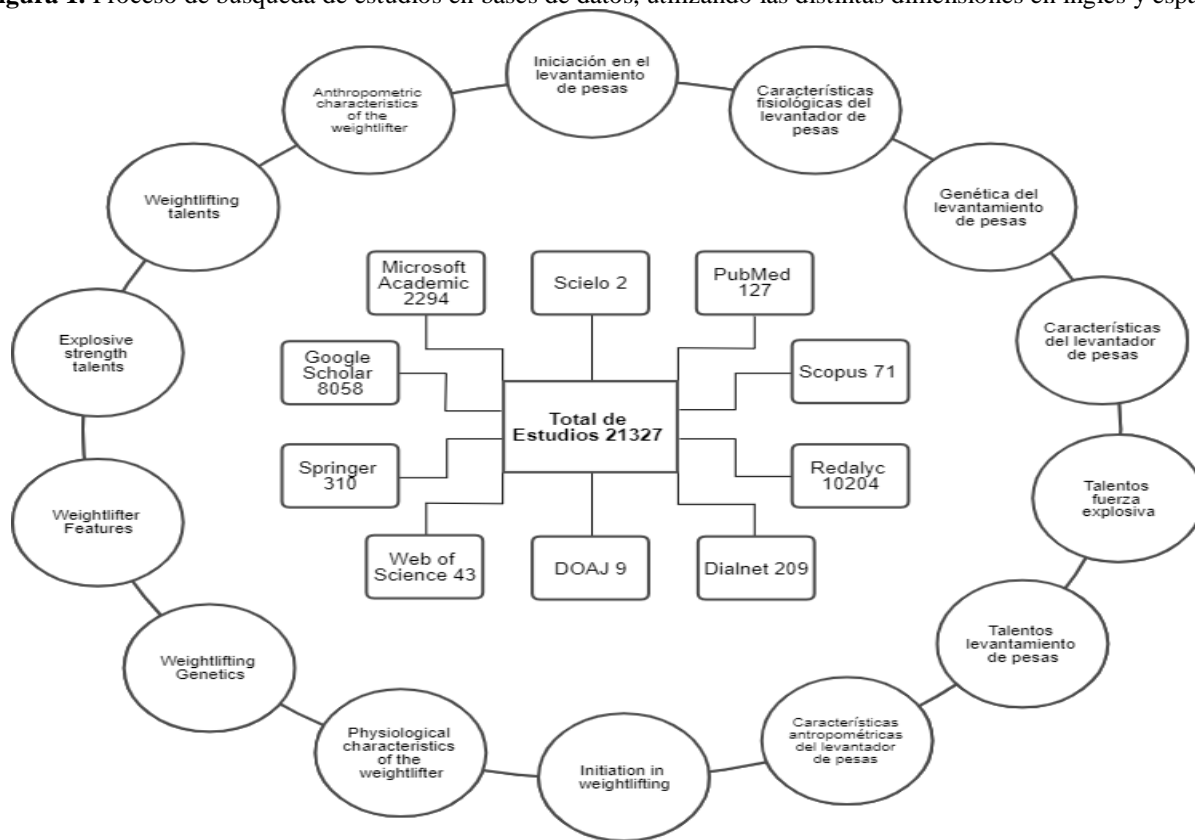 Proceso de búsqueda de estudios en bases de datos, utilizando las distintas dimensiones en inglés y
Iniciación en el
levantamiento
de pesas
Características
fisiológicas del
levantador de
pesas
Genética del
levantamiento de
pesas
Características
del levantador
de pesas
Talentos
fuerza
explosiva
Talentos
levantamiento
de pesas
Características
antropométricas
del levantador
de pesas
Initiation in
weightlifting
Physiological
characteristics
of the
weightlifter
Weightlifting
Genetics
Weightlifter
Features
Explosive
strength
talents
Weightlifting
talents
Anthropometric
characteristics
of the
weightlifter
Microsoft
Academic
2294
Scielo 2
PubMed
127
Google
Scholar
8058
Scopus 71
Total de
Estudios 21327
Springer
310
Redalyc
10204
Web of
Science 43
DOAJ 9
Dialnet 209